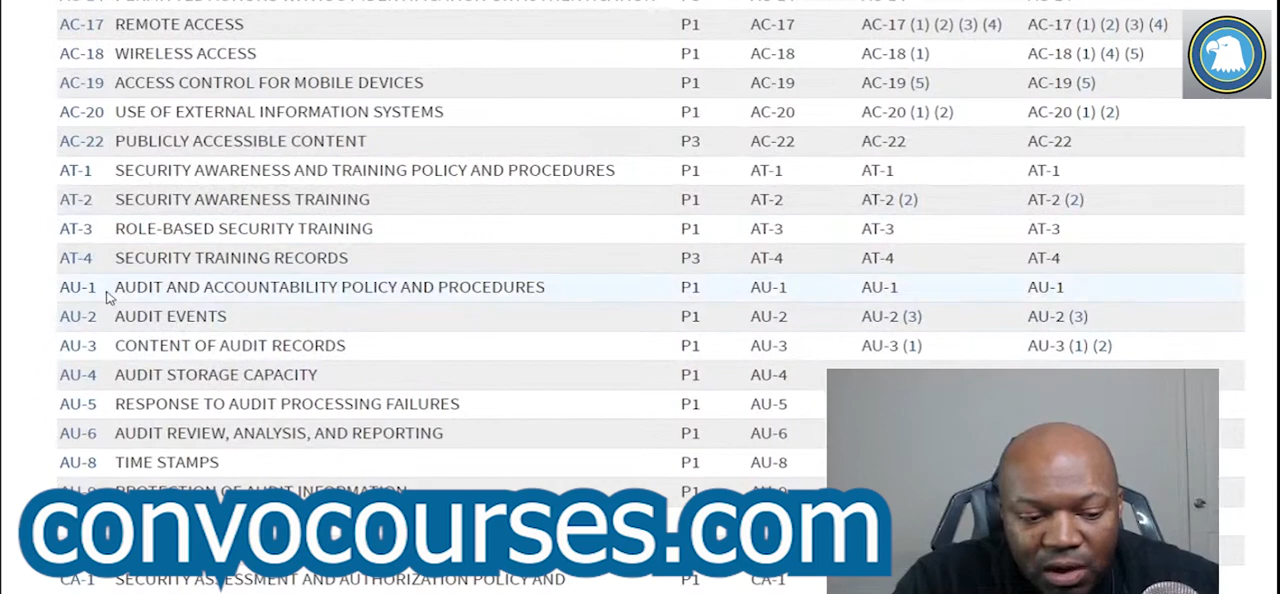 AC-17 REMOTE ACCESS P1 AC-17 AC-17 (1) (2) (3) (4) AC-17 (1) (2) (3) (4)
AC-18 WIRELESS ACCESS P1 AC-18 AC-18 (1) AC-18 (1) (4) (5)
AC-19 ACCESS CONTROL FOR MOBILE DEVICES P1 AC-19 AC-19 (5) AC-19 (5)
AC-20 USE OF EXTERNAL INFORMATION SYSTEMS P1 AC-20 AC-20 (1) (2) AC-20 (1) (2)
AC-22 PUBLICLY ACCESSIBLE CONTENT P3 AC-22 AC-22 AC-22
AT-1 SECURITY AWARENESS AND TRAINING POLICY AND PROCEDURES P1 AT-1 AT-1 AT-1
AT-2 SECURITY AWARENESS TRAINING P1 AT-2 AT-2 (2) AT-2 (2)
AT-3 ROLE-BASED SECURITY TRAINING P1 AT-3 AT-3 AT-3
AT-4 SECURITY TRAINING RECORDS P3 AT-4 AT-4 AT-4
AU-1 AUDIT AND ACCOUNTABILITY POLICY AND PROCEDURES P1 AU-1 AU-1 AU-1
AU-2 AUDIT EVENTS P1 AU-2 AU-2 (3) AU-2 (3)
AU-3 CONTENT OF AUDIT RECORDS P1 AU-3 AU-3 (1) AU-3 (1) (2)
AU-4 AUDIT STORAGE CAPACITY P1 AU-4
AU-5 RESPONSE TO AUDIT PROCESSING FAILURES P1 AU-5
AU-6 AUDIT REVIEW, ANALYSIS, AND REPORTING P1 AU-6
AU-8 TIME STAMPS P1 AU-8
PROTECTION OF AUDIT INFORMATION P1
convocourses.com
CA-1 SECURITY ASSESSMENT AND AUTHORIZATION POLICY AND P1 CA-1